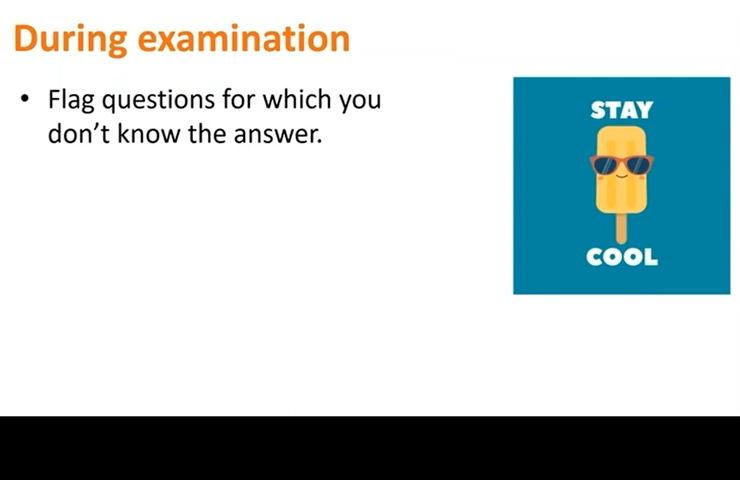 During examination
• Flag questions for which you
don't know the answer.
STAY
COOL